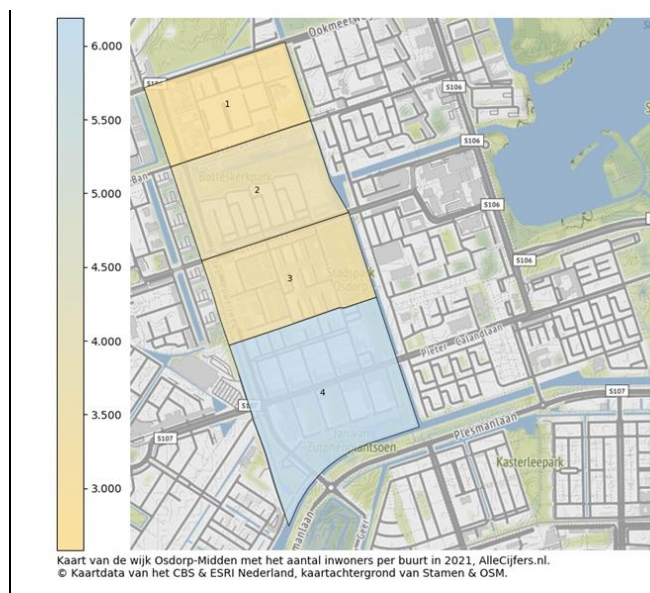 6.000
5.500
5.000
4.500
4.000
3.500
3.000
Ookmeerweg
S106
S106
S106
S106
S106
1
Botteskerkpark
2
3
Stadspark
Osdorp
Pieter Calandlaan
4
S107
S107
S107
Plesmanlaan
Kasterleepark
Kaart van de wijk Osdorp-Midden met het aantal inwoners per buurt in 2021, AlleCijfers.nl.
© Kaartdata van het CBS & ESRI Nederland, kaartachtergrond van Stamen & OSM.